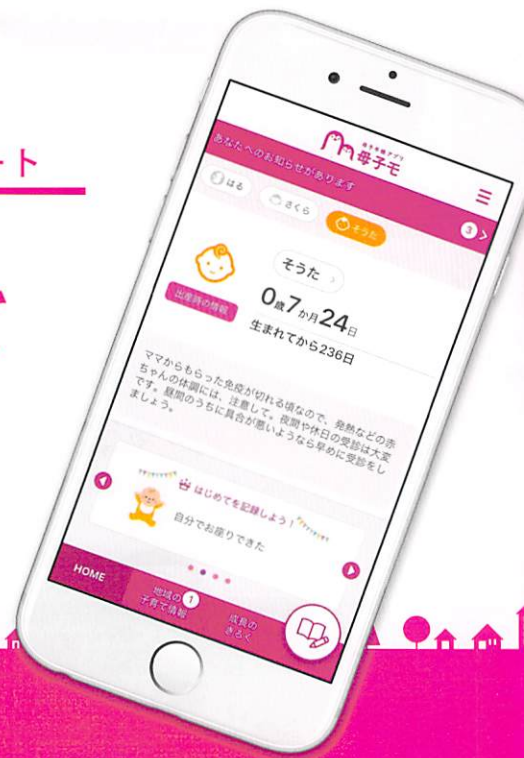 ート
母子手帳アプリ
母子モ
あなたへのお知らせがあります
3
はる
さくら
そうた
そうた
0歳7か月24日
生まれてから236日
出産時の情報
ママからもらった免疫が切れる頃なので、発熱などの赤
ちゃんの体調には、注意して。夜間や休日の受診は大変
です。昼間のうちに具合が悪いようなら早めに受診をし
ましょう。
はじめてを記録しよう！
自分でお座りできた
HOME
地域の
子育て情報
1
成長の
きろく